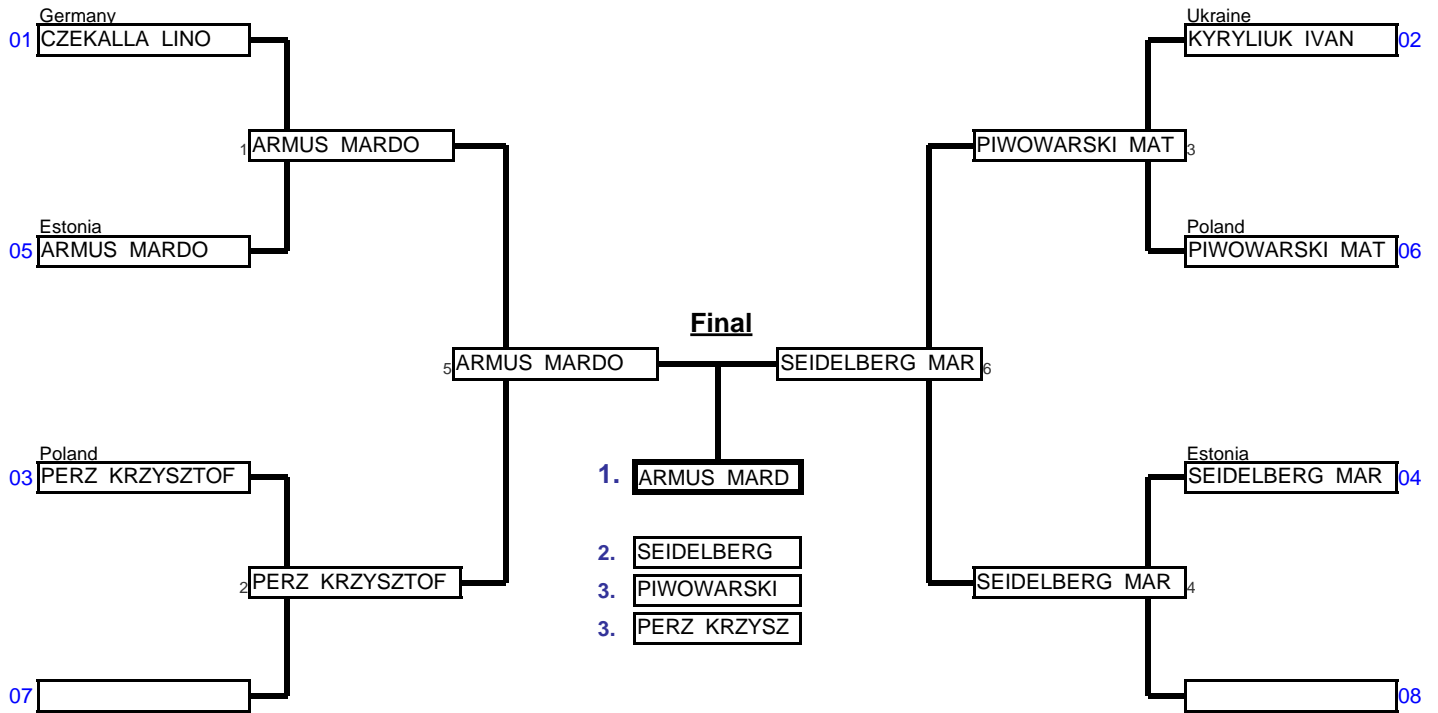 Germany
01 CZEKALLA LINO
Ukraine
KYRYLIUK IVAN 02
1 ARMUS MARDO
PIWOWARSKI MAT 3
Estonia
05 ARMUS MARDO
Poland
PIWOWARSKI MAT 06
Final
5 ARMUS MARDO
SEIDELBERG MAR 6
Poland
03 PERZ KRZYSZTOF
1. ARMUS MARD
Estonia
SEIDELBERG MAR 04
2. SEIDELBERG
2 PERZ KRZYSZTOF
3. PIWOWARSKI
SEIDELBERG MAR 4
3. PERZ KRZYSZ
07
08